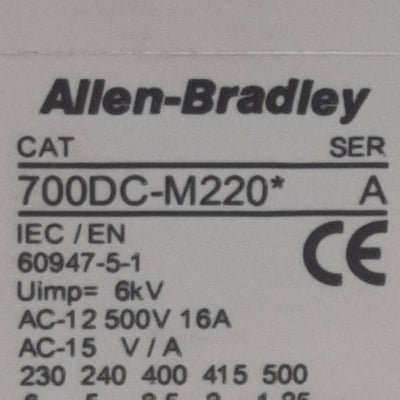 Allen-Bradley
CAT SER
700DC-M220* A
IEC / EN CE
60947-5-1
Uimp= 6kV
AC-12 500V 16A
AC-15 V / A
230 240 400 415 500